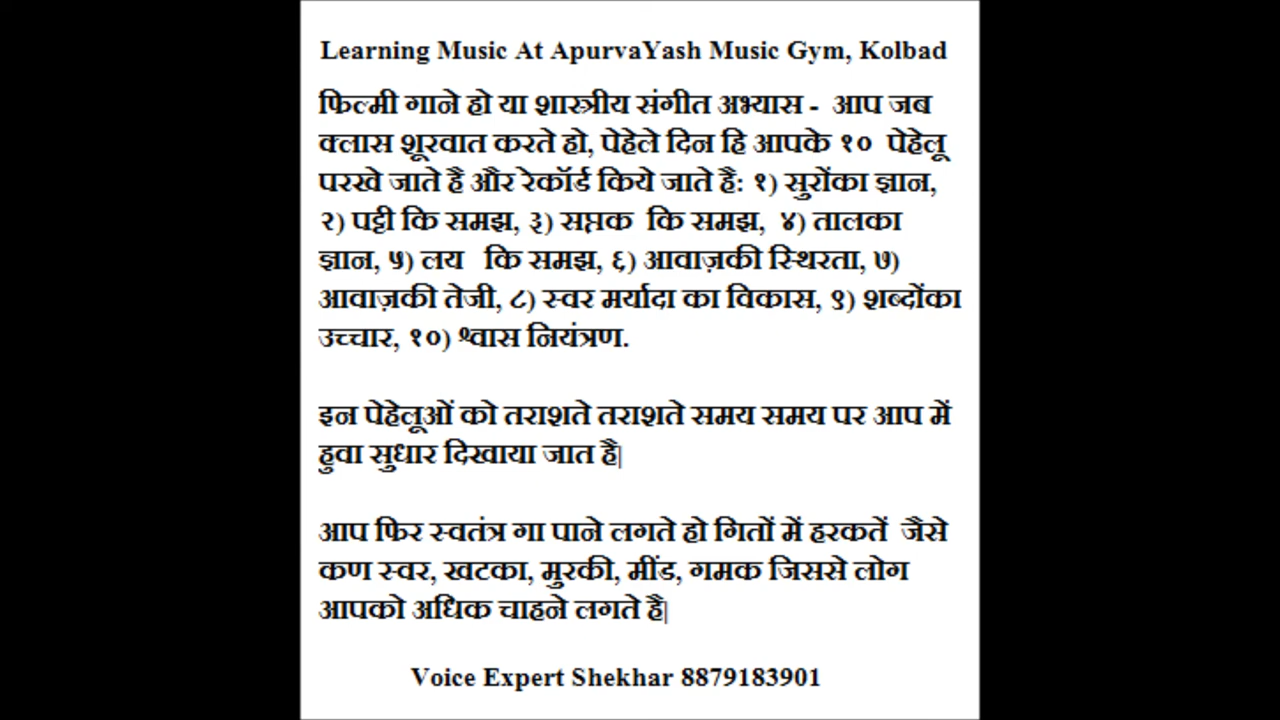 Learning Music At ApurvaYash Music Gym, Kolbad
फिल्मी गाने हो या शास्त्रीय संगीत अभ्यास - आप जब
क्लास शूरवात करते हो, पेहेले दिन हि आपके १० पेहेलू
परखे जाते है और रेकॉर्ड किये जाते है: १) सुरोंका ज्ञान,
२) पट्टी कि समझ, ३) सप्तक कि समझ, ४) तालका
ज्ञान, ५) लय कि समझ, ६) आवाज़की स्थिरता, ७)
आवाज़की तेजी, ८) स्वर मर्यादा का विकास, ९) शब्दोंका
उच्चार, १०) श्वास नियंत्रण.
इन पेहेलूओं को तराशते तराशते समय समय पर आप में
हुवा सुधार दिखाया जात है|
आप फिर स्वतंत्र गा पाने लगते हो गितों में हरकतें जैसे
कण स्वर, खटका, मुरकी, मींड, गमक जिससे लोग
आपको अधिक चाहने लगते है|
Voice Expert Shekhar 8879183901